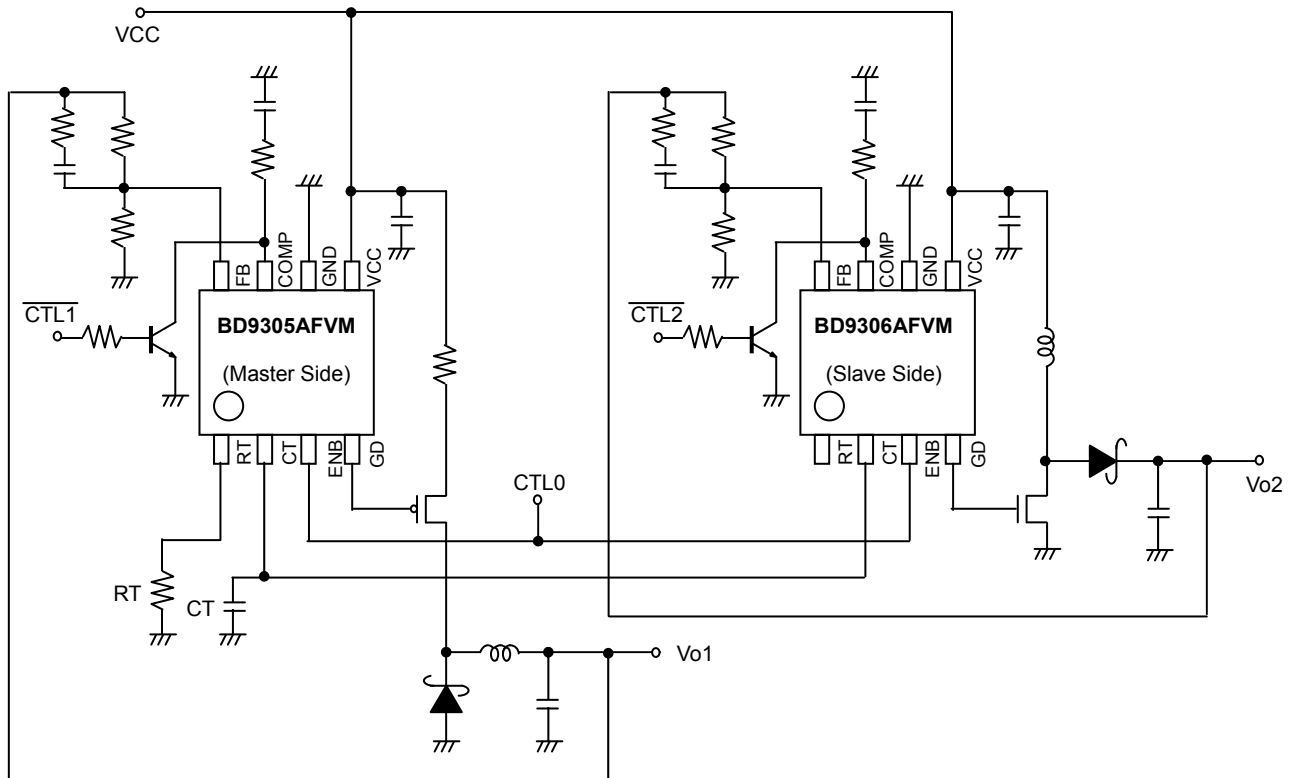 VCC
FB
COMP
GND
VCC
FB
COMP
GND
VCC
CTL1
BD9305AFVM
(Master Side)
CTL2
BD9306AFVM
(Slave Side)
RT
CT
ENB
GD
RT
CT
ENB
GD
CTL0
Vo2
RT
CT
Vo1